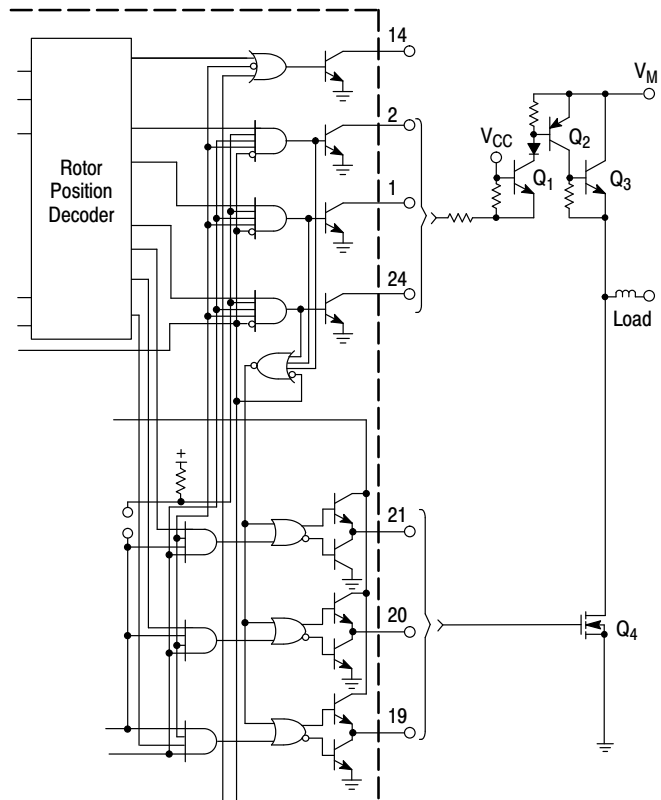 14
V_M
2
V_CC
Q_2
Rotor
Position
Decoder
Q_1
Q_3
1
24
Load
+
21
20
Q_4
19